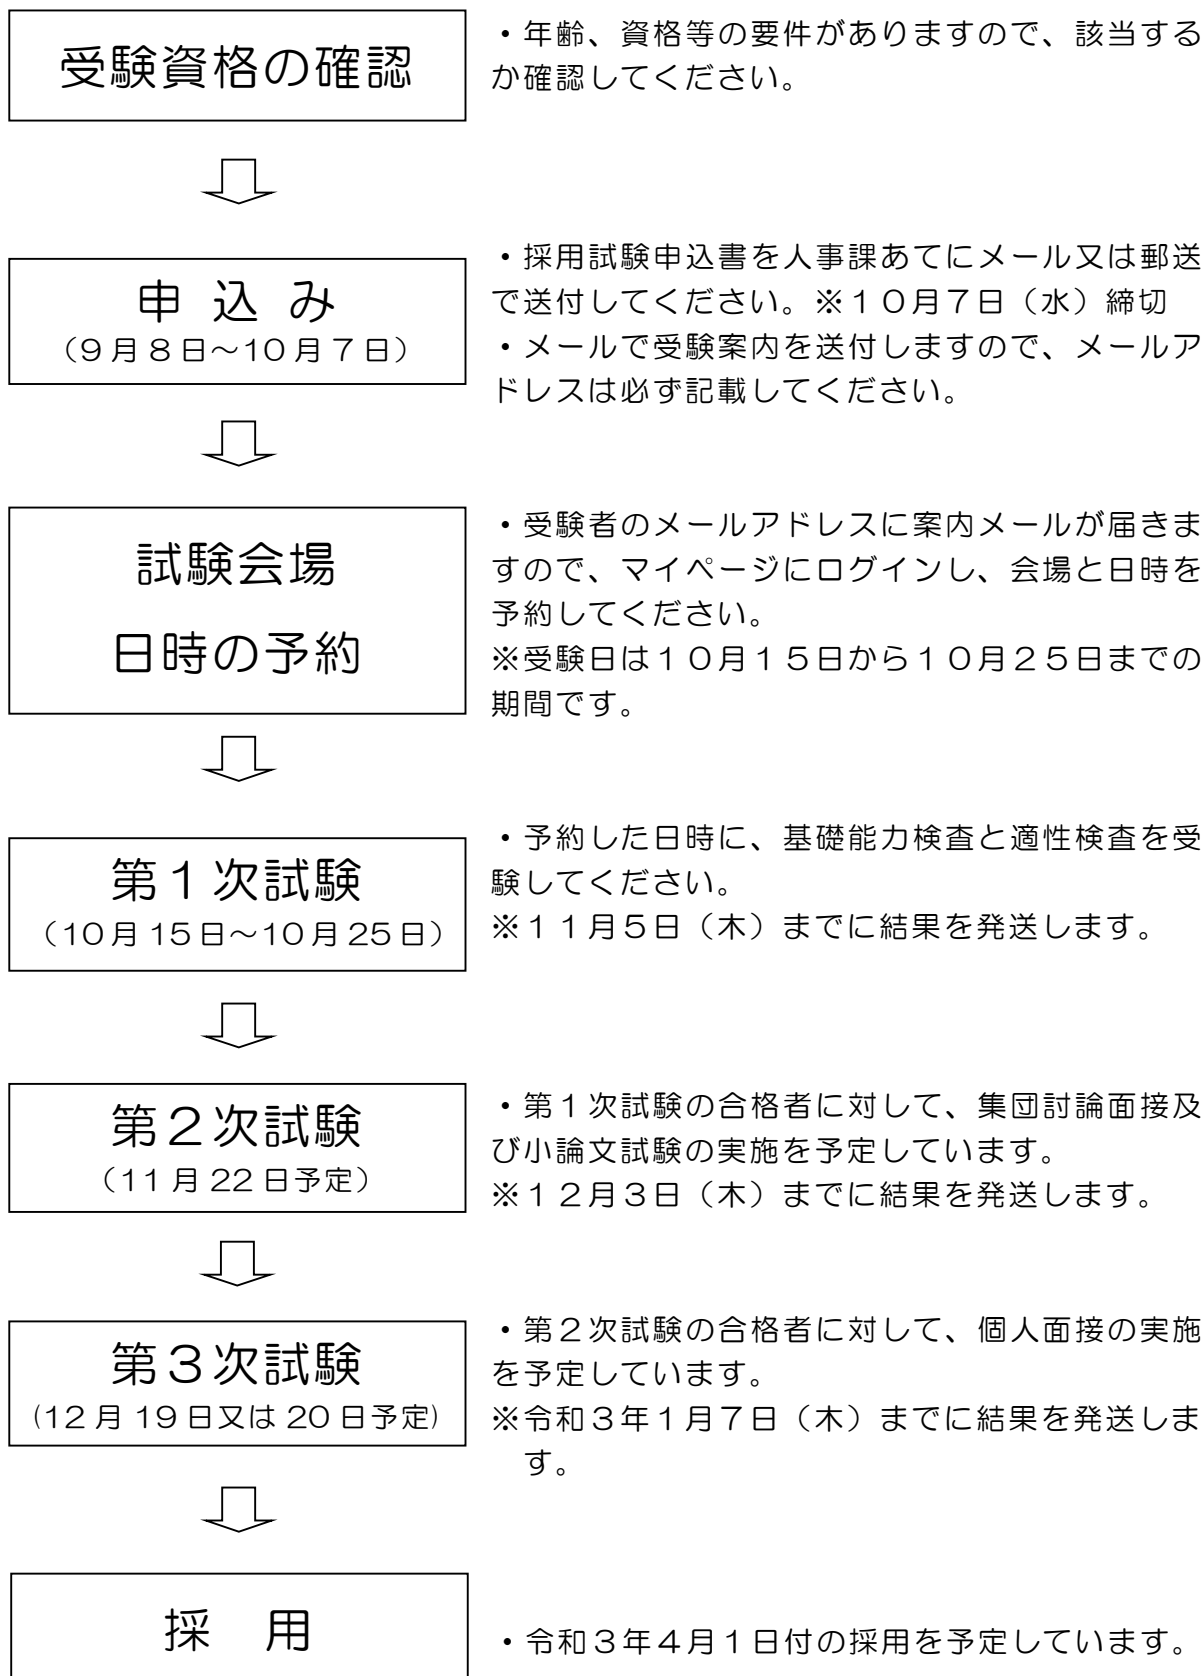 受験資格の確認
・年齢、資格等の要件がありますので、該当する
か確認してください。
申 込 み
（９月８日～10月７日）
・採用試験申込書を人事課あてにメール又は郵送
で送付してください。※１０月７日（水）締切
・メールで受験案内を送付しますので、メールア
ドレスは必ず記載してください。
試験会場
日時の予約
・受験者のメールアドレスに案内メールが届きま
すので、マイページにログインし、会場と日時を
予約してください。
※受験日は１０月１５日から１０月２５日までの
期間です。
第１次試験
（10月15日～10月25日）
・予約した日時に、基礎能力検査と適性検査を受
験してください。
※１１月５日（木）までに結果を発送します。
第２次試験
（11月22日予定）
・第１次試験の合格者に対して、集団討論面接及
び小論文試験の実施を予定しています。
※１２月３日（木）までに結果を発送します。
第３次試験
(12月19日又は20日予定)
・第２次試験の合格者に対して、個人面接の実施
を予定しています。
※令和３年１月７日（木）までに結果を発送しま
す。
採　用
・令和３年４月１日付の採用を予定しています。